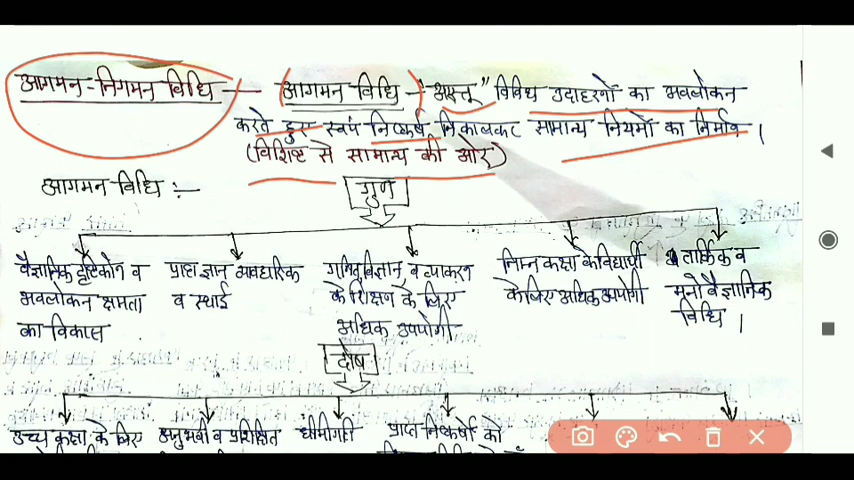 आगमन-निगमन विधि — (आगमन विधि)- अरस्तू" विविध उदाहरणों का अवलोकन
करते हुए स्वयं निष्कर्ष निकालकर सामान्य नियमों का निर्माण।
(विशिष्ट से सामान्य की ओर)
आगमन विधि :-
गुण
वैज्ञानिक दृष्टिकोन व
अवलोकन क्षमता
का विकास
प्राप्त ज्ञान व्यवहारिक
व स्थाई
गणित, विज्ञान, व व्याकरण
के शिक्षण के लिए
अधिक उपयोगी
निम्न कक्षा के विद्यार्थी
के लिए अधिक उपयोगी
तार्किक व
मनोवैज्ञानिक
विधि।
दोष
उच्च कक्षा के लिए
अनुभवी व प्रशिक्षित
धीमीगति
प्राप्त निष्कर्षों की